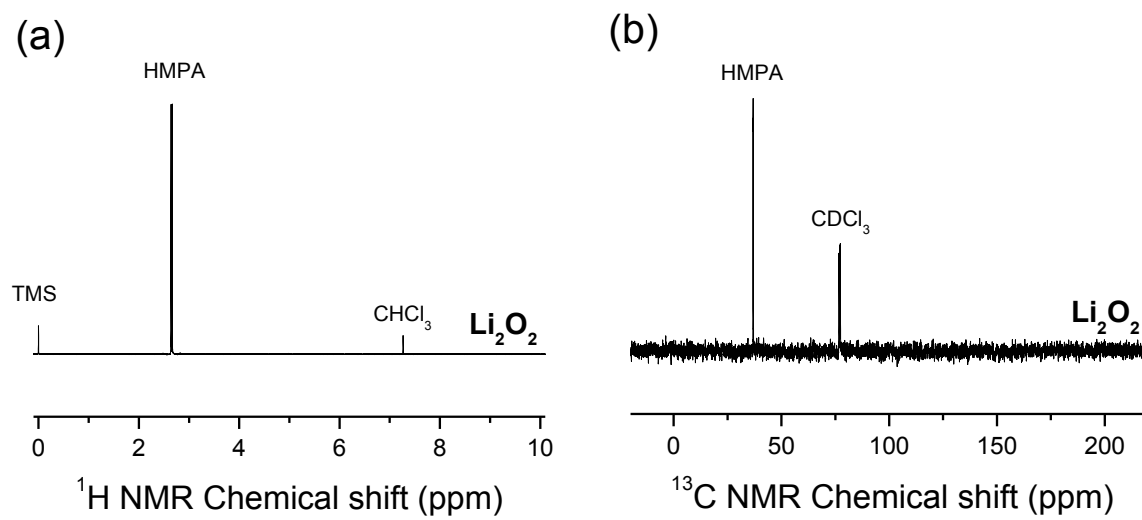 (a)
HMPA
TMS
CHCl₃
Li₂O₂
0 2 4 6 8 10
¹H NMR Chemical shift (ppm)
(b)
HMPA
CDCl₃
Li₂O₂
0 50 100 150 200
¹³C NMR Chemical shift (ppm)